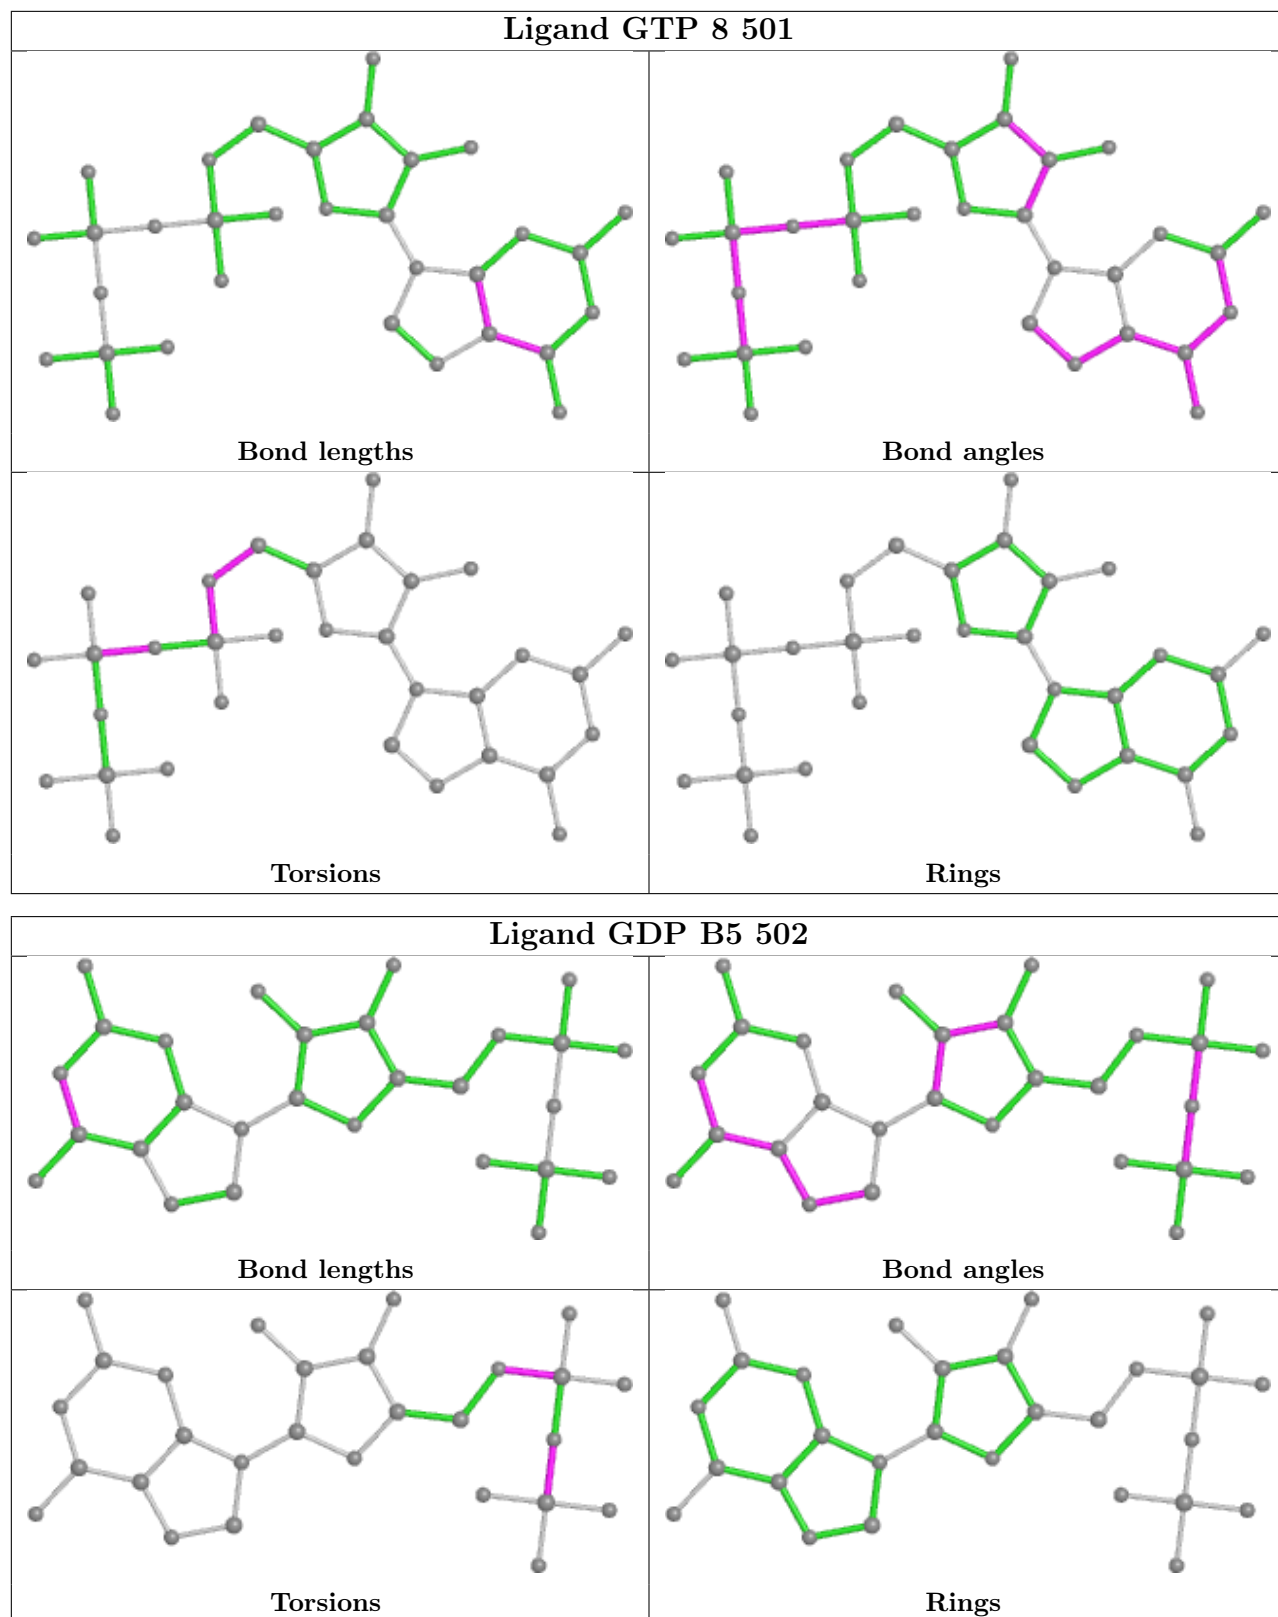 Ligand GTP 8 501
Bond lengths
Bond angles
Torsions
Rings
Ligand GDP B5 502
Bond lengths
Bond angles
Torsions
Rings